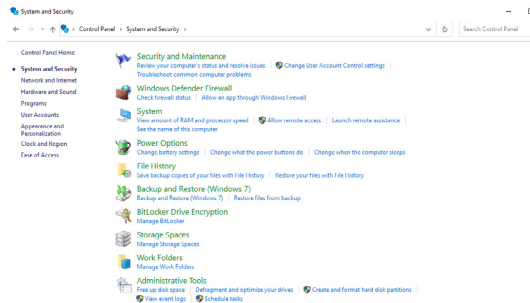 System and Security
Control Panel > System and Security >
Search Control Panel
Control Panel Home
System and Security
Network and Internet
Hardware and Sound
Programs
User Accounts
Appearance and
Personalization
Clock and Region
Ease of Access
Security and Maintenance
Review your computer's status and resolve issues | Change User Account Control settings |
Troubleshoot common computer problems
Windows Defender Firewall
Check firewall status | Allow an app through Windows Firewall
System
View amount of RAM and processor speed | Allow remote access | Launch remote assistance |
See the name of this computer
Power Options
Change battery settings | Change what the power buttons do | Change when the computer sleeps
File History
Save backup copies of your files with File History | Restore your files with File History
Backup and Restore (Windows 7)
Backup and Restore (Windows 7) | Restore files from backup
BitLocker Drive Encryption
Manage BitLocker
Storage Spaces
Manage Storage Spaces
Work Folders
Manage Work Folders
Administrative Tools
Free up disk space | Defragment and optimize your drives | Create and format hard disk partitions |
View event logs | Schedule tasks